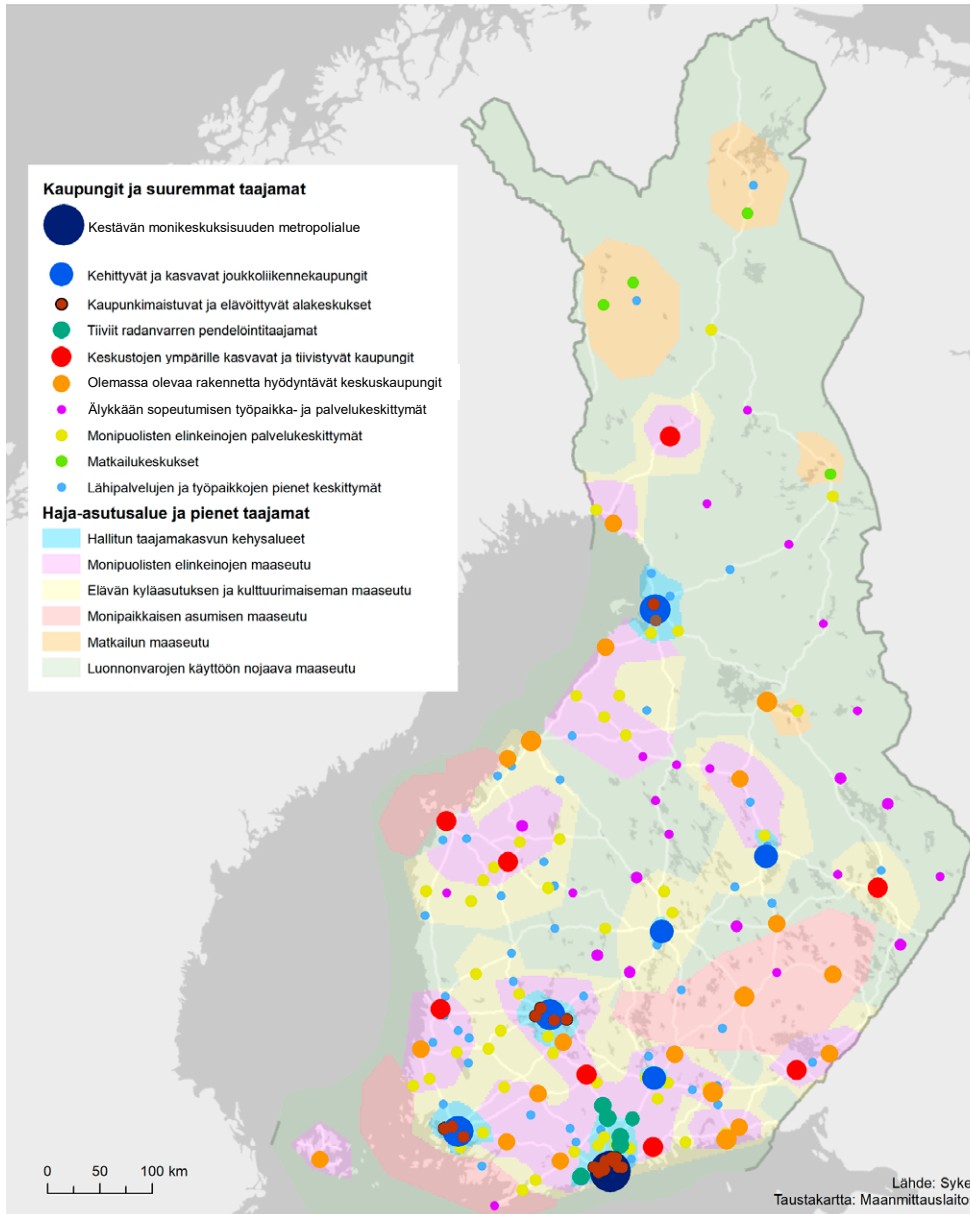 Kaupungit ja suuremmat taajamat
Kestävän monikeskuksisuuden metropolialue
Kehittyvät ja kasvavat joukkoliikennekaupungit
Kaupunkimaistuvat ja elävöittyvät alakeskukset
Tiiviit radanvarren pendelöintitaajamat
Keskustojen ympärille kasvavat ja tiivistyvät kaupungit
Olemassa olevaa rakennetta hyödyntävät keskuskaupungit
Älykkään sopeutumisen työpaikka- ja palvelukeskittymät
Monipuolisten elinkeinojen palvelukeskittymät
Matkailukeskukset
Lähipalvelujen ja työpaikkojen pienet keskittymät
Haja-asutusalue ja pienet taajamat
Hallitun taajamakasvun kehysalueet
Monipuolisten elinkeinojen maaseutu
Elävän kyläasutuksen ja kulttuurimaiseman maaseutu
Monipaikkaisen asumisen maaseutu
Matkailun maaseutu
Luonnonvarojen käyttöön nojaava maaseutu
0 50 100 km
Lähde: Syke
Taustakartta: Maanmittauslaito